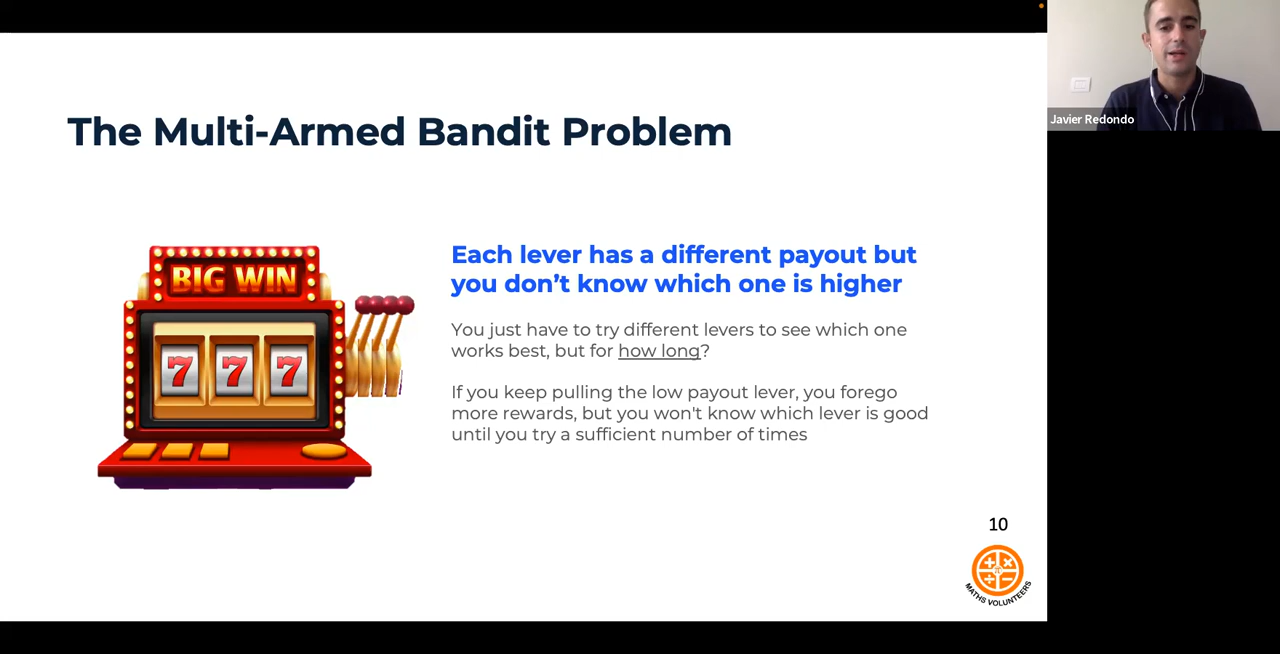 Javier Redondo
The Multi-Armed Bandit Problem
BIG WIN
7 7 7
Each lever has a different payout but
you don’t know which one is higher
You just have to try different levers to see which one
works best, but for how long?
If you keep pulling the low payout lever, you forego
more rewards, but you won't know which lever is good
until you try a sufficient number of times
10
MATHS VOLUNTEERS